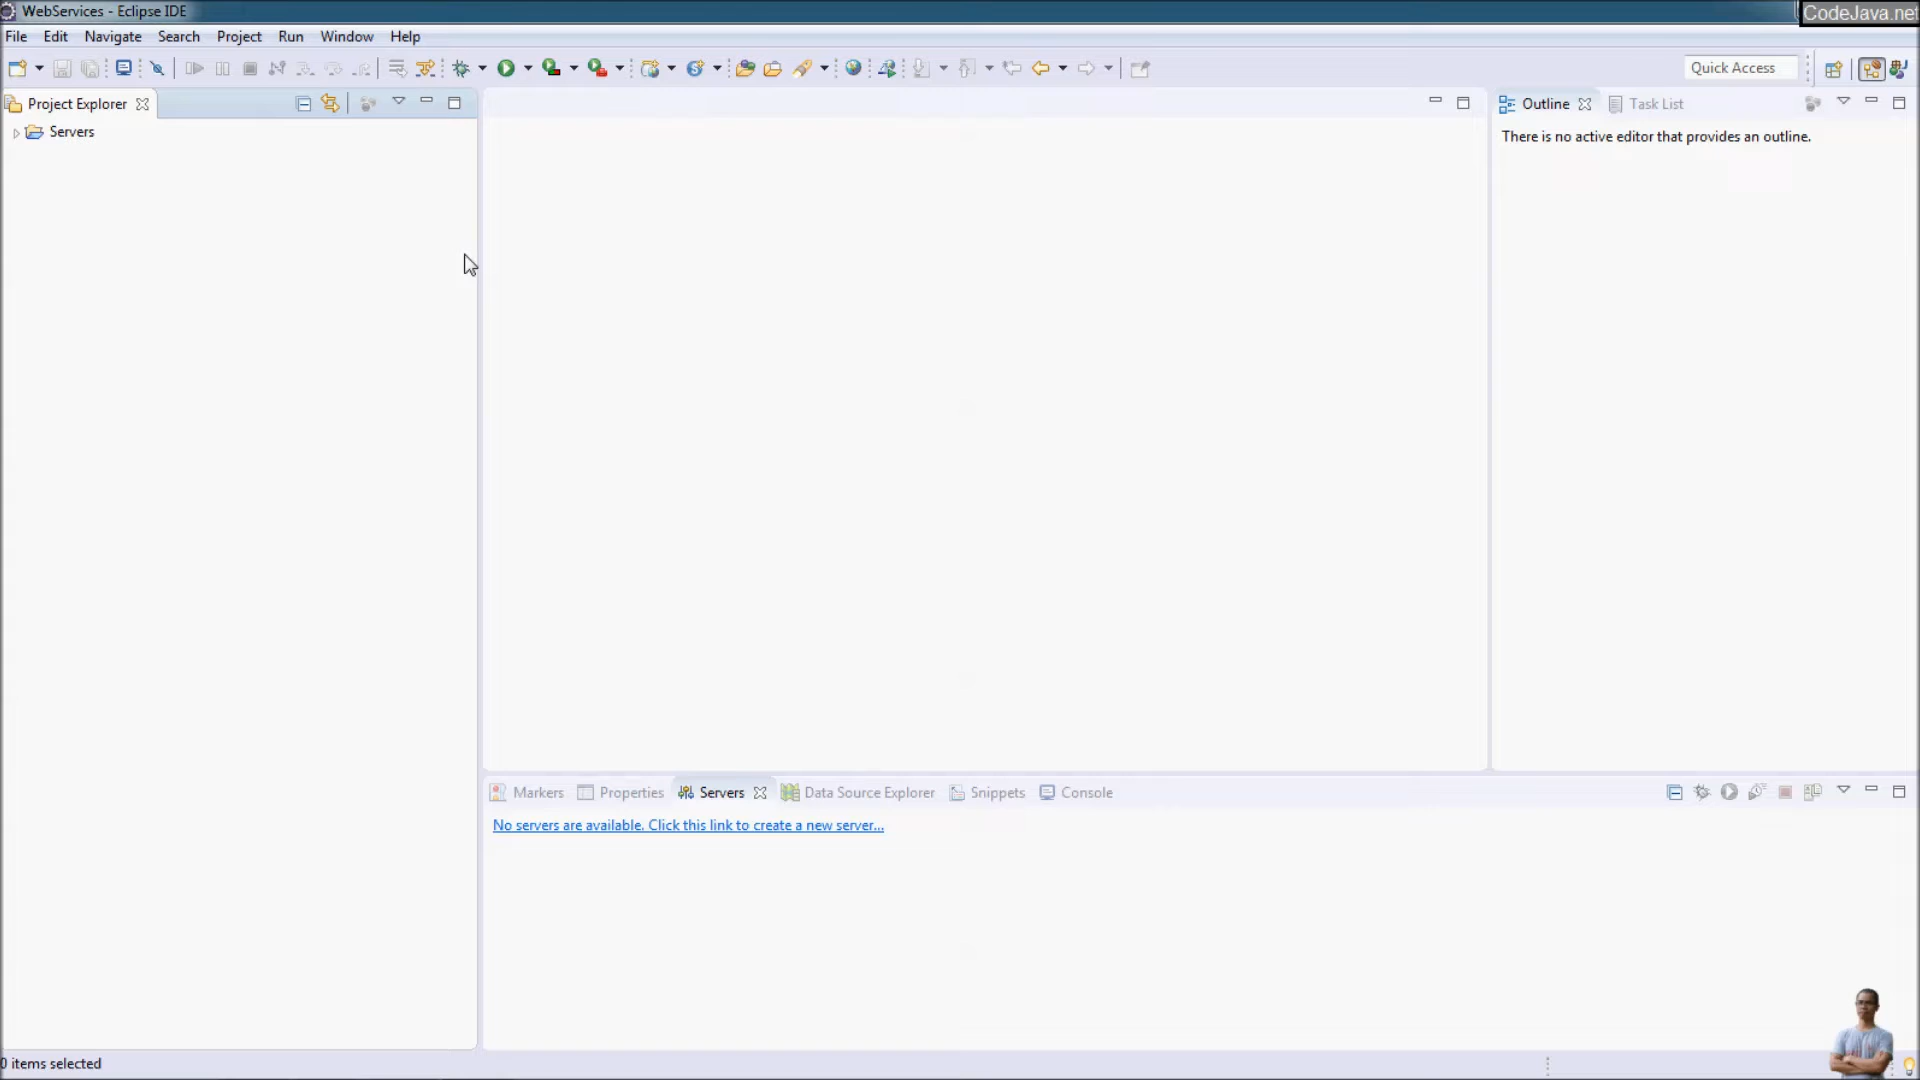 WebServices - Eclipse IDE
CodeJava.net
File Edit Navigate Search Project Run Window Help
Quick Access
Project Explorer
Outline Task List
Servers
There is no active editor that provides an outline.
Markers Properties Servers Data Source Explorer Snippets Console
No servers are available. Click this link to create a new server...
0 items selected